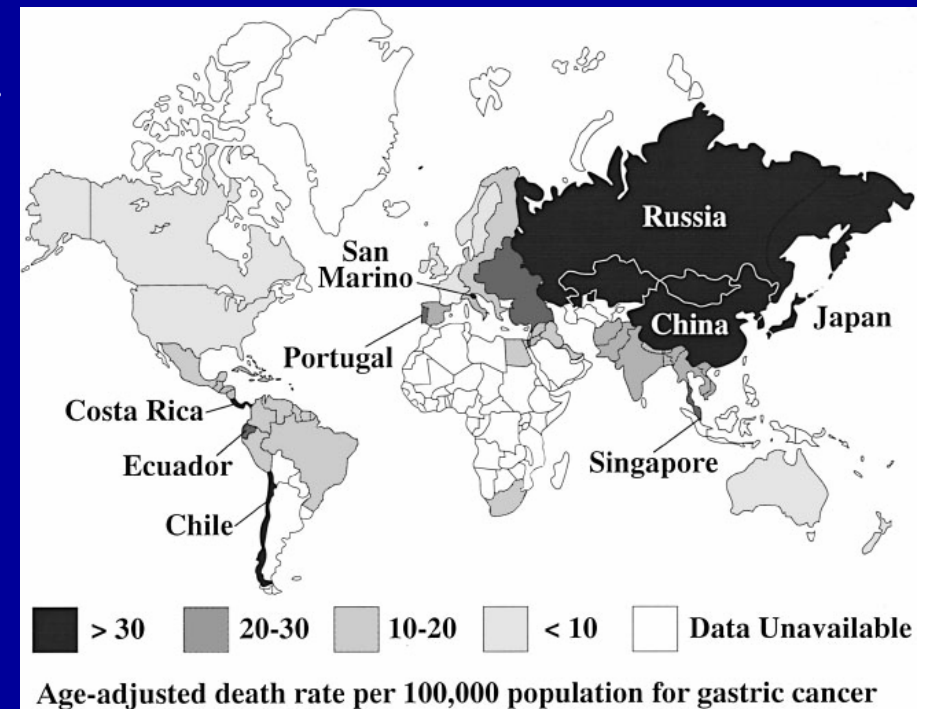 Russia
San
Marino
China
Japan
Portugal
Costa Rica
Ecuador
Singapore
Chile
> 30
20-30
10-20
< 10
Data Unavailable
Age-adjusted death rate per 100,000 population for gastric cancer